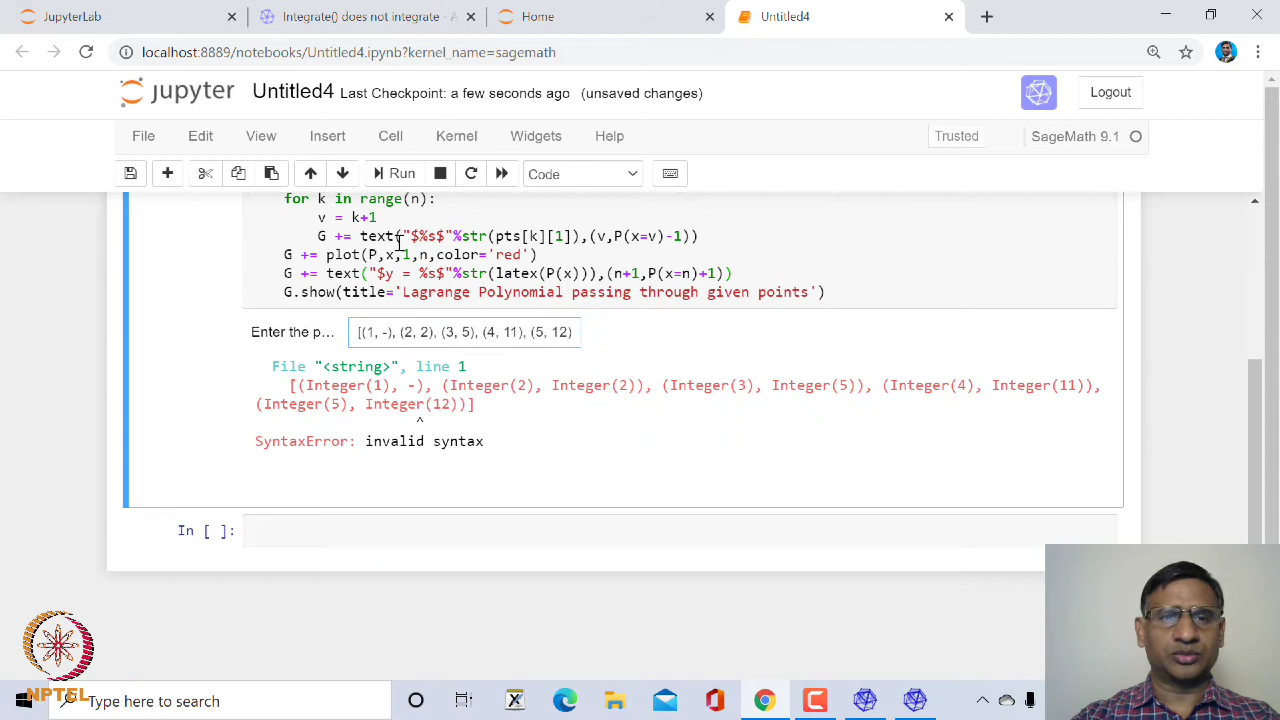 JupyterLab
Integrate() does not integrate - A
Home
Untitled4
localhost:8889/notebooks/Untitled4.ipynb?kernel_name=sagemath
jupyter Untitled4 Last Checkpoint: a few seconds ago (unsaved changes)
Logout
File Edit View Insert Cell Kernel Widgets Help
Trusted
SageMath 9.1
Run
Code
for k in range(n):
v = k+1
G += text("$%s$"%str(pts[k][1]),(v,P(x=v)-1))
G += plot(P,x,1,n,color='red')
G += text("$y = %s$"%str(latex(P(x))),(n+1,P(x=n)+1))
G.show(title='Lagrange Polynomial passing through given points')
Enter the p... [(1, -), (2, 2), (3, 5), (4, 11), (5, 12)
File "<string>", line 1
[(Integer(1), -), (Integer(2), Integer(2)), (Integer(3), Integer(5)), (Integer(4), Integer(11)),
(Integer(5), Integer(12))]
^
SyntaxError: invalid syntax
In [ ]:
NPTEL
Type here to search